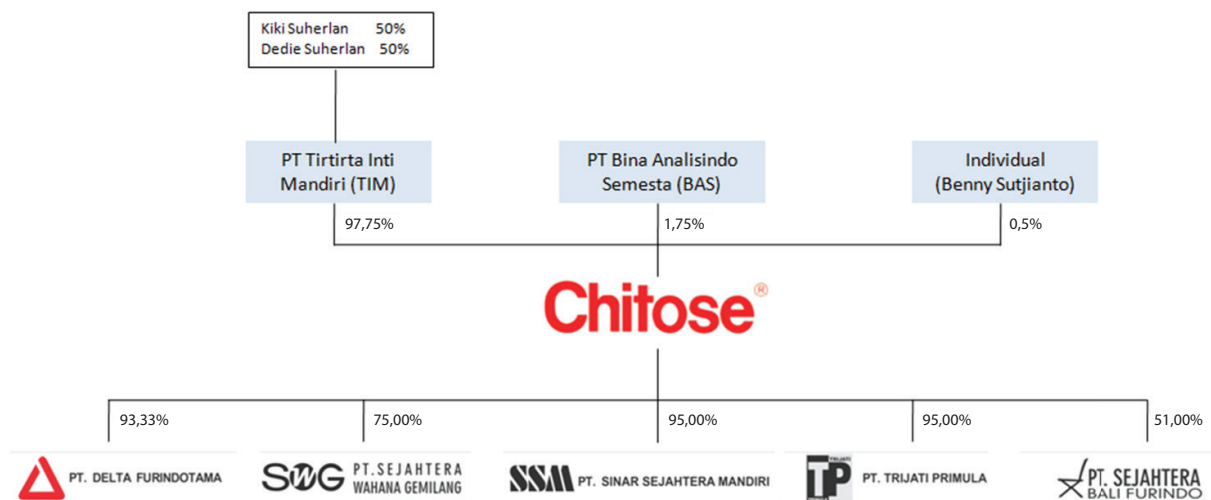 Kiki Suherlan 50%
Dedie Suherlan 50%
PT Tirtirta Inti
Mandiri (TIM)
PT Bina Analisindo
Semesta (BAS)
Individual
(Benny Sutjianto)
97,75%
1,75%
0,5%
Chitose®
93,33%
75,00%
95,00%
95,00%
51,00%
PT. DELTA FURINDOTAMA
SWG PT.SEJAHTERA
WAHANA GEMILANG
SSM PT. SINAR SEJAHTERA MANDIRI
TRIJATI
TP PT. TRIJATI PRIMULA
PT. SEJAHTERA
BALI FURINDO